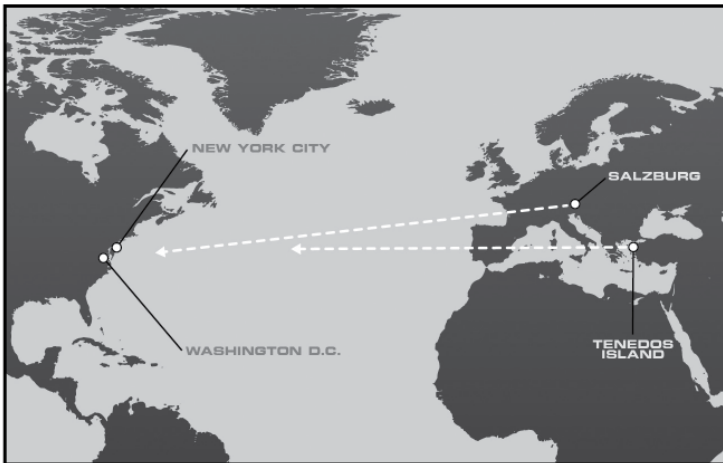 NEW YORK CITY
SALZBURG
WASHINGTON D.C.
TENEDOS
ISLAND